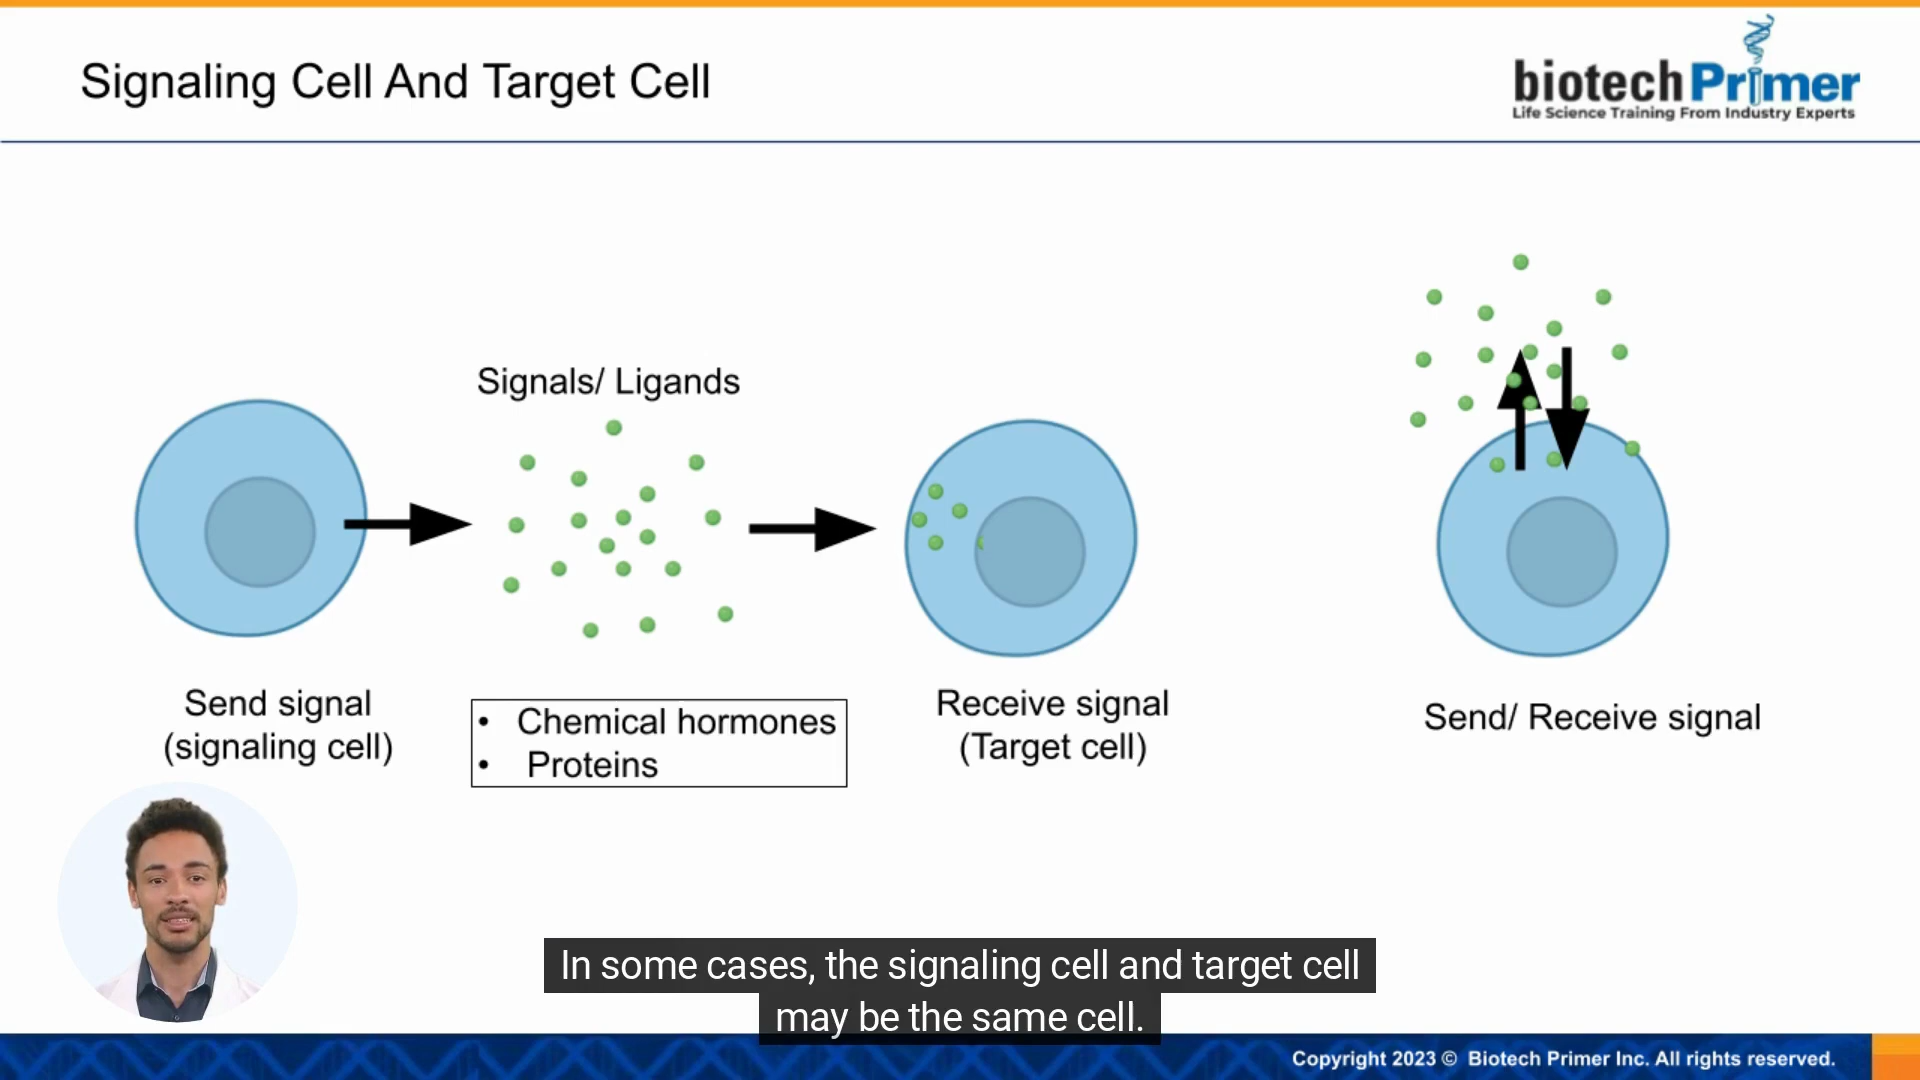 Signaling Cell And Target Cell
biotech Primer
Life Science Training From Industry Experts
Signals/ Ligands
Send signal
(signaling cell)
• Chemical hormones
• Proteins
Receive signal
(Target cell)
Send/ Receive signal
In some cases, the signaling cell and target cell
may be the same cell.
Copyright 2023 © Biotech Primer Inc. All rights reserved.